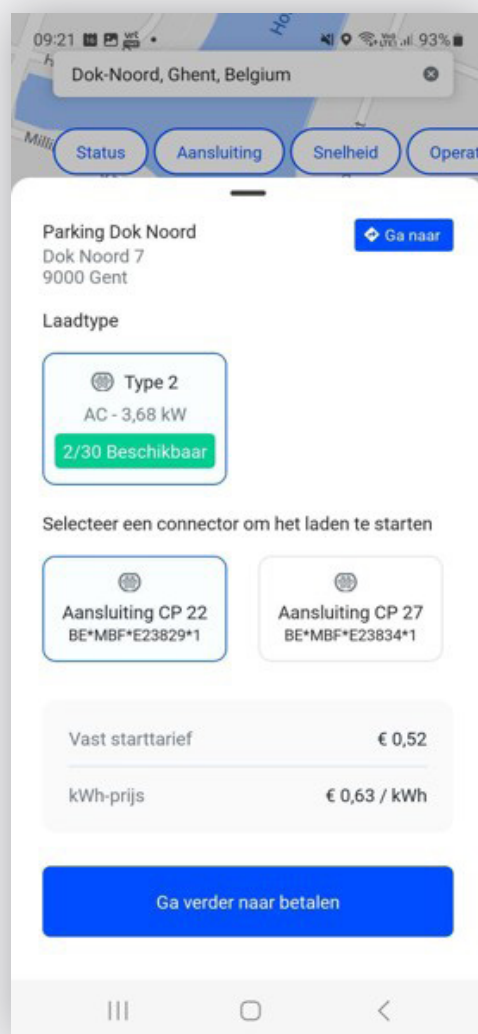 09:21
93%
Dok-Noord, Ghent, Belgium
Status
Aansluiting
Snelheid
Operat
Parking Dok Noord
Ga naar
Dok Noord 7
9000 Gent
Laadtype
Type 2
AC - 3,68 kW
2/30 Beschikbaar
Selecteer een connector om het laden te starten
Aansluiting CP 22
BE*MBF*E23829*1
Aansluiting CP 27
BE*MBF*E23834*1
Vast starttarief € 0,52
kWh-prijs € 0,63 / kWh
Ga verder naar betalen